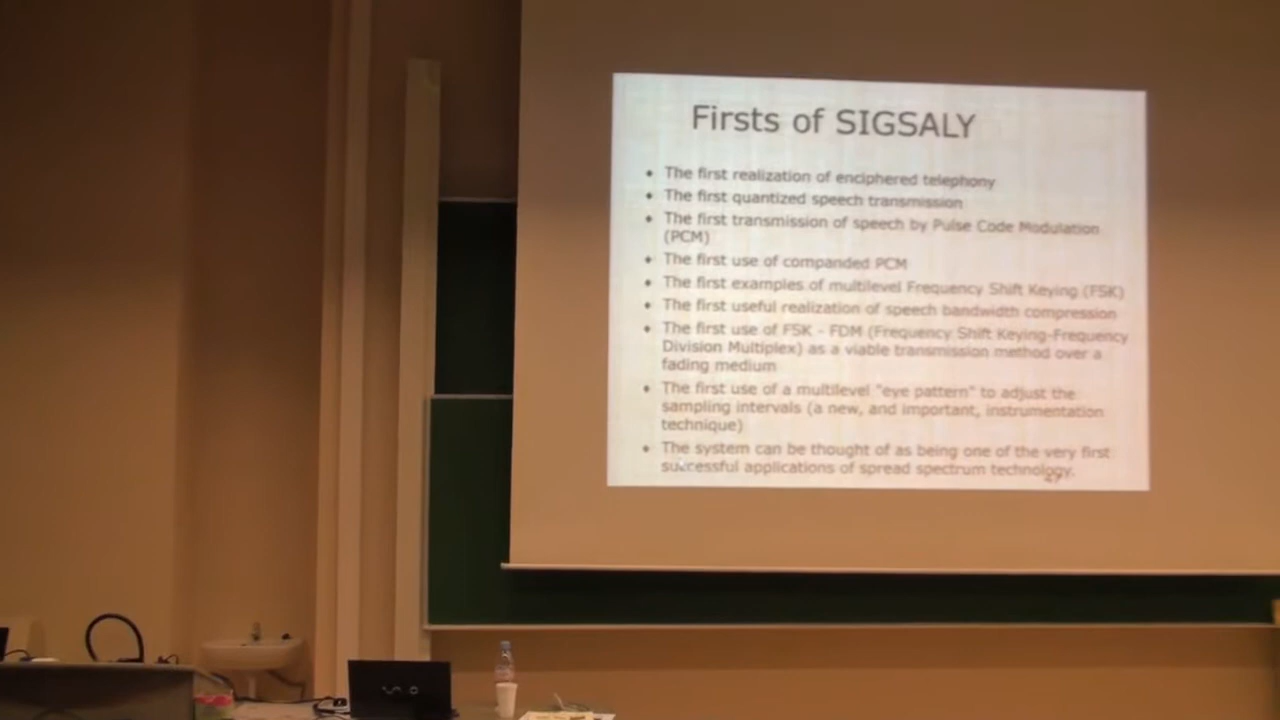 Firsts of SIGSALY
• The first realization of enciphered telephony
• The first quantized speech transmission
• The first transmission of speech by Pulse Code Modulation
(PCM)
• The first use of companded PCM
• The first examples of multilevel Frequency Shift Keying (FSK)
• The first useful realization of speech bandwidth compression
• The first use of FSK - FDM (Frequency Shift Keying-Frequency
Division Multiplex) as a viable transmission method over a
fading medium
• The first use of a multilevel "eye pattern" to adjust the
sampling intervals (a new, and important, instrumentation
technique)
• The system can be thought of as being one of the very first
successful applications of spread spectrum technology.
VAIO